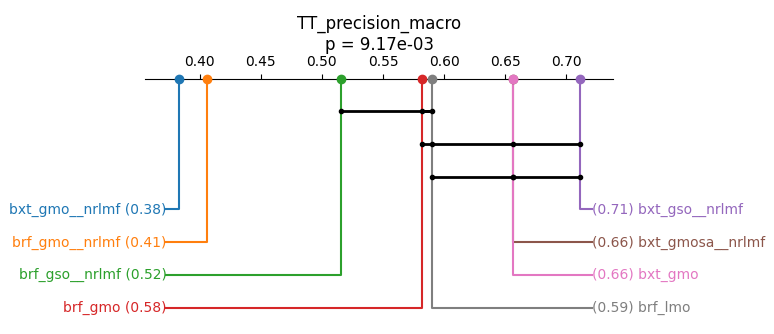 TT_precision_macro
p = 9.17e-03
0.40 0.45 0.50 0.55 0.60 0.65 0.70
bxt_gmo__nrlmf (0.38) (0.71) bxt_gso__nrlmf
brf_gmo__nrlmf (0.41) (0.66) bxt_gmosa__nrlmf
brf_gso__nrlmf (0.52) (0.66) bxt_gmo
brf_gmo (0.58) (0.59) brf_lmo